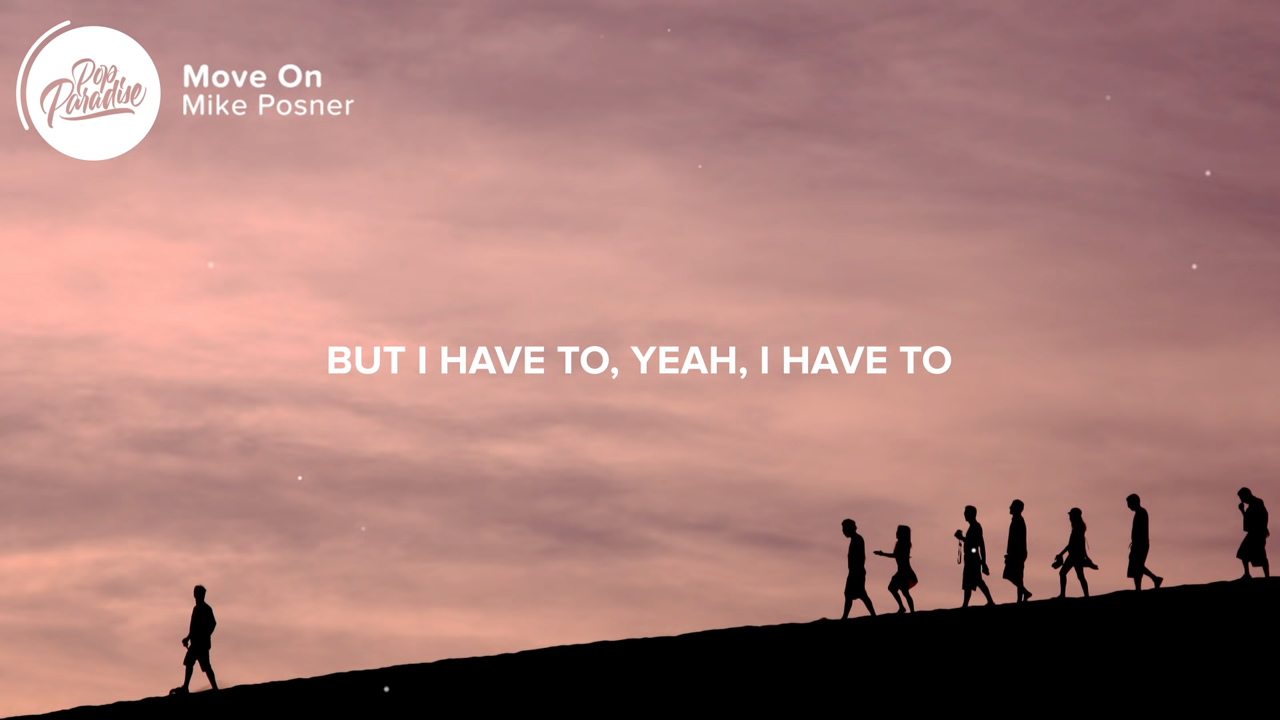 Pop
Paradise
Move On
Mike Posner
BUT I HAVE TO, YEAH, I HAVE TO